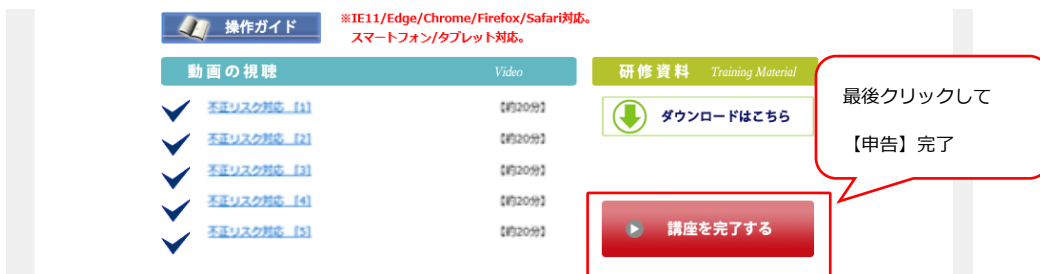 操作ガイド
※IE11/Edge/Chrome/Firefox/Safari対応。
スマートフォン/タブレット対応。
動画の視聴 Video
研修資料 Training Material
不正リスク対応 [1] 【約20分】
不正リスク対応 [2] 【約20分】
不正リスク対応 [3] 【約20分】
不正リスク対応 [4] 【約20分】
不正リスク対応 [5] 【約20分】
ダウンロードはこちら
講座を完了する
最後クリックして
【申告】完了